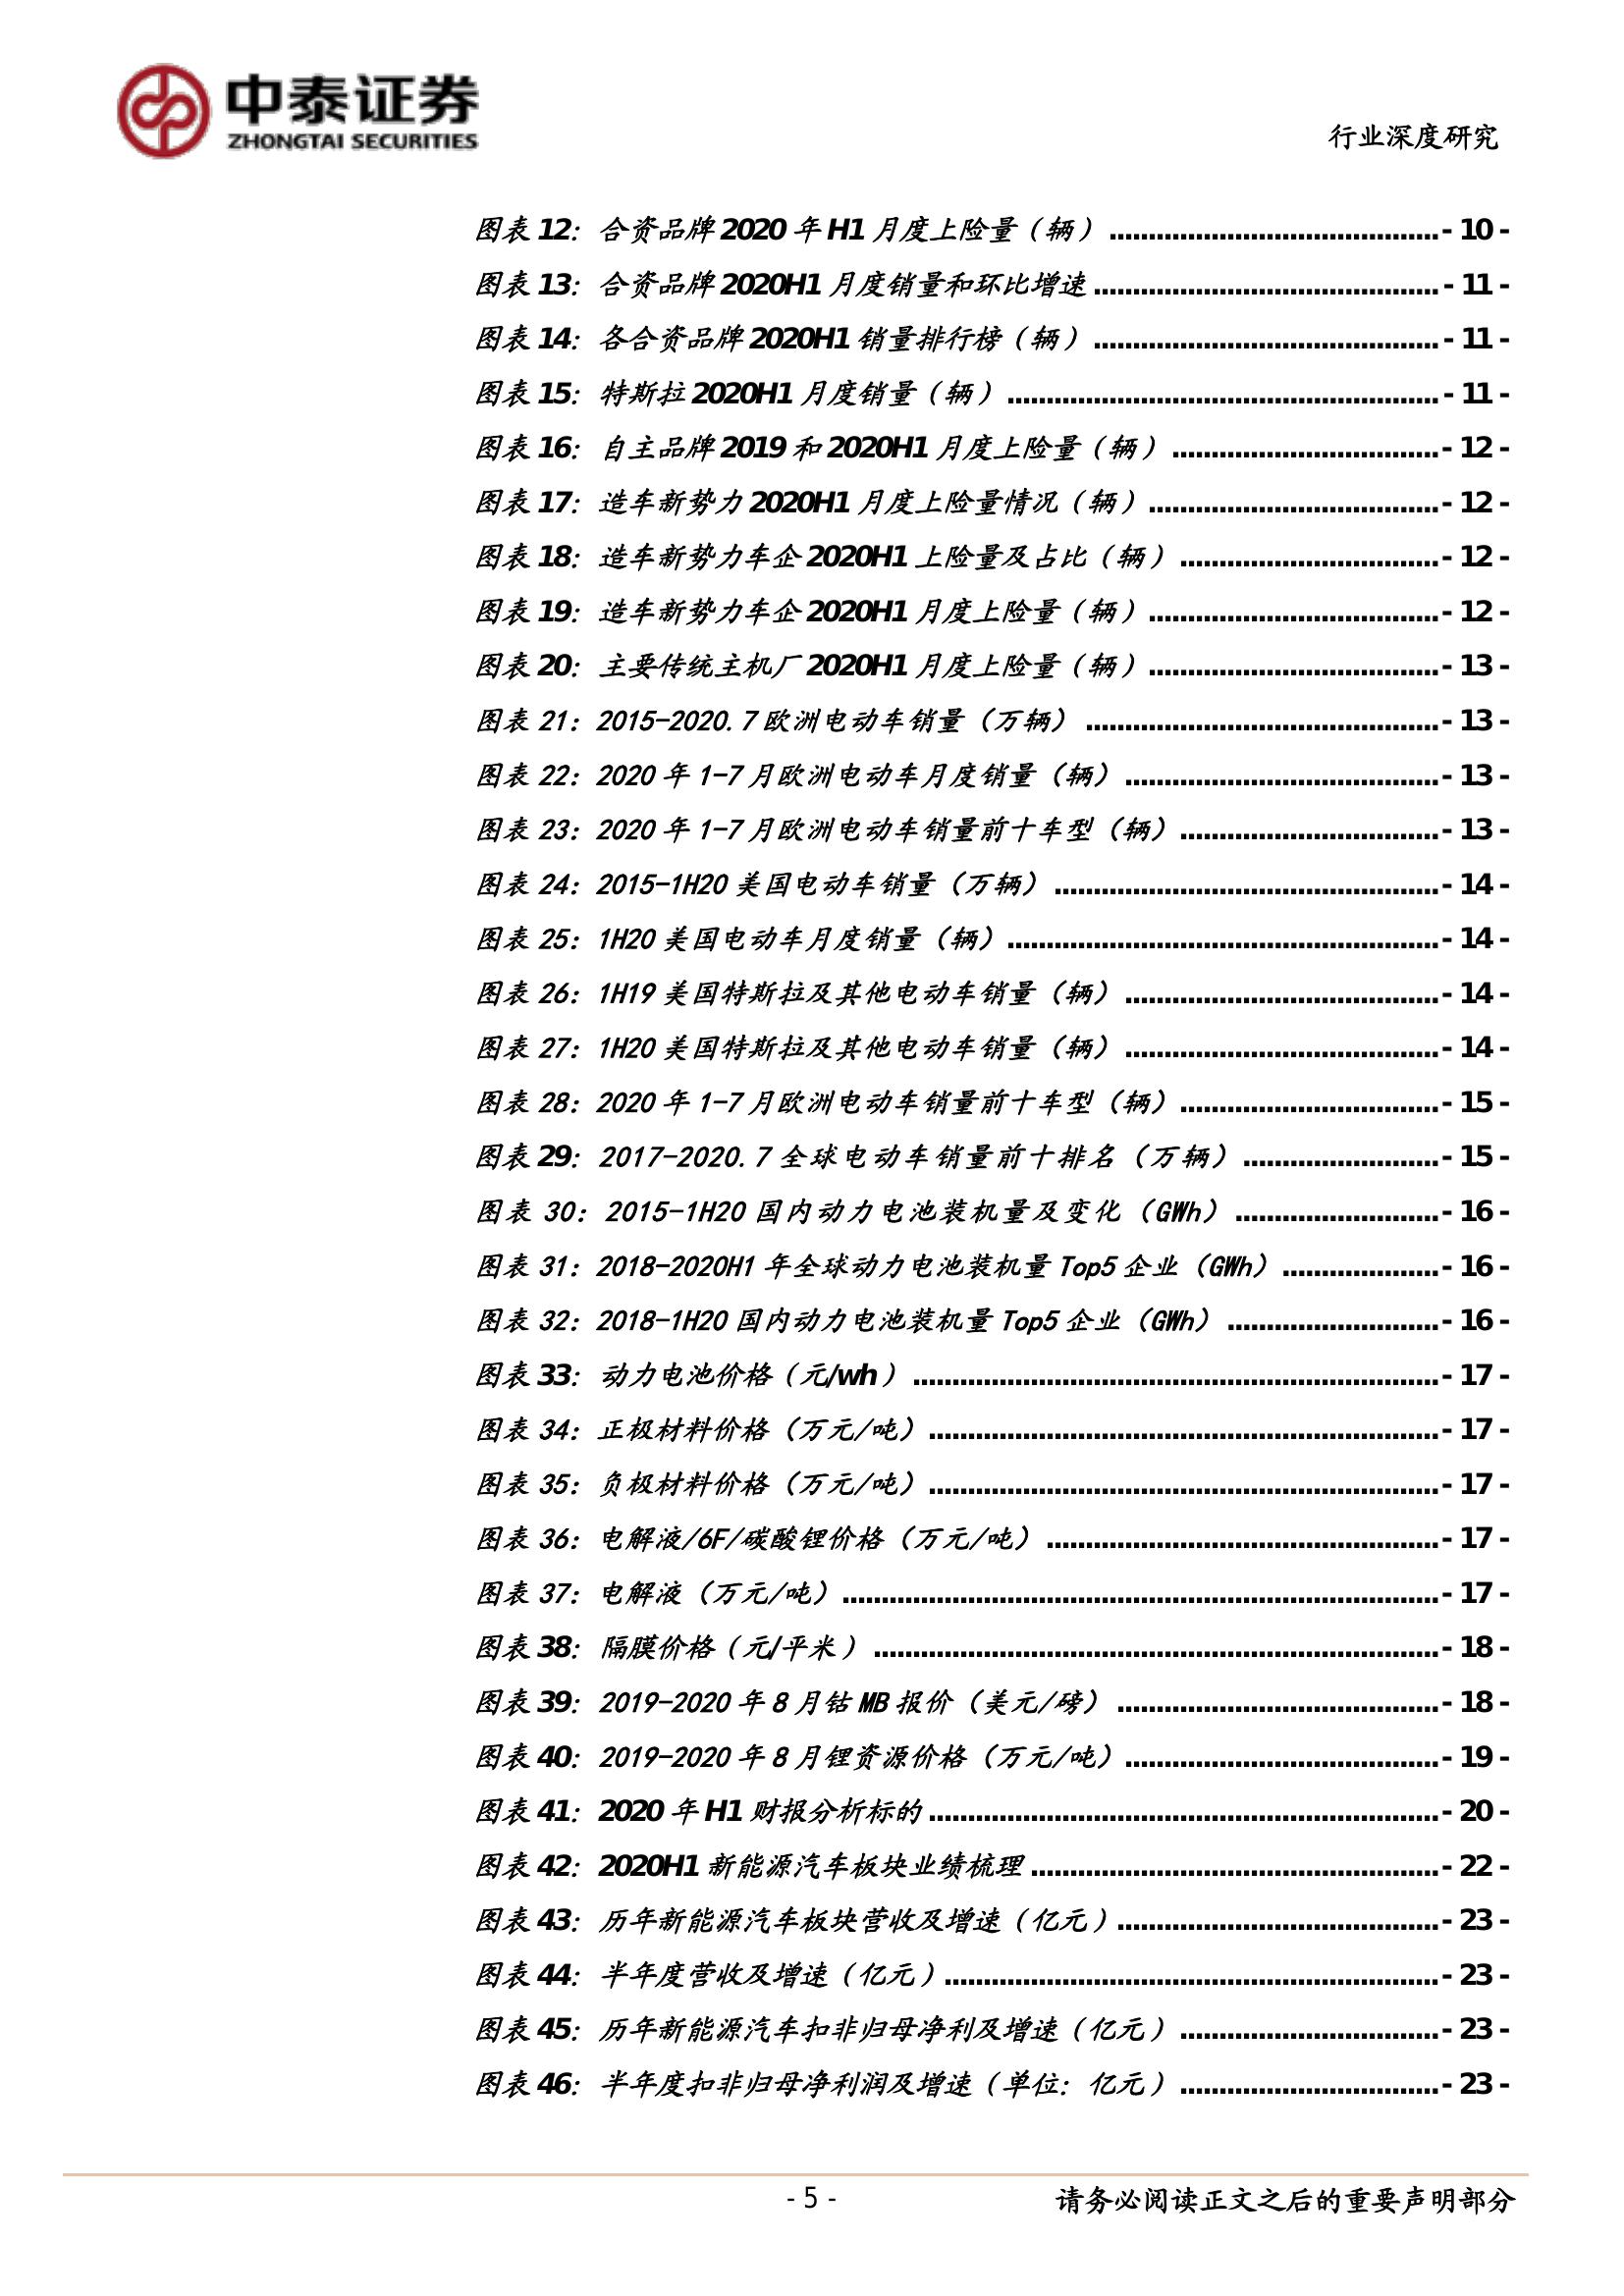 中泰证券
ZHONGTAI SECURITIES
行业深度研究
图表 12：合资品牌 2020 年 H1 月度上险量（辆）..........................................- 10 -
图表 13：合资品牌 2020H1 月度销量和环比增速............................................- 11 -
图表 14：各合资品牌 2020H1 销量排行榜（辆）............................................- 11 -
图表 15：特斯拉 2020H1 月度销量（辆）.......................................................- 11 -
图表 16：自主品牌 2019 和 2020H1 月度上险量（辆）..................................- 12 -
图表 17：造车新势力 2020H1 月度上险量情况（辆）.....................................- 12 -
图表 18：造车新势力车企 2020H1 上险量及占比（辆）.................................- 12 -
图表 19：造车新势力车企 2020H1 月度上险量（辆）.....................................- 12 -
图表 20：主要传统主机厂 2020H1 月度上险量（辆）.....................................- 13 -
图表 21：2015-2020.7 欧洲电动车销量（万辆）.............................................- 13 -
图表 22：2020 年 1-7 月欧洲电动车月度销量（辆）........................................- 13 -
图表 23：2020 年 1-7 月欧洲电动车销量前十车型（辆）.................................- 13 -
图表 24：2015-1H20 美国电动车销量（万辆）.................................................- 14 -
图表 25：1H20 美国电动车月度销量（辆）.......................................................- 14 -
图表 26：1H19 美国特斯拉及其他电动车销量（辆）........................................- 14 -
图表 27：1H20 美国特斯拉及其他电动车销量（辆）........................................- 14 -
图表 28：2020 年 1-7 月欧洲电动车销量前十车型（辆）.................................- 15 -
图表 29：2017-2020.7 全球电动车销量前十排名（万辆）.........................- 15 -
图表 30：2015-1H20 国内动力电池装机量及变化（GWh）..........................- 16 -
图表 31：2018-2020H1 年全球动力电池装机量 Top5 企业（GWh）....................- 16 -
图表 32：2018-1H20 国内动力电池装机量 Top5 企业（GWh）...........................- 16 -
图表 33：动力电池价格（元/wh）...................................................................- 17 -
图表 34：正极材料价格（万元/吨）.................................................................- 17 -
图表 35：负极材料价格（万元/吨）.................................................................- 17 -
图表 36：电解液/6F/碳酸锂价格（万元/吨）..................................................- 17 -
图表 37：电解液（万元/吨）............................................................................- 17 -
图表 38：隔膜价格（元/平米）........................................................................- 18 -
图表 39：2019-2020 年 8 月钴 MB 报价（美元/磅）.........................................- 18 -
图表 40：2019-2020 年 8 月锂资源价格（万元/吨）........................................- 19 -
图表 41：2020 年 H1 财报分析标的.................................................................- 20 -
图表 42：2020H1 新能源汽车板块业绩梳理....................................................- 22 -
图表 43：历年新能源汽车板块营收及增速（亿元）.........................................- 23 -
图表 44：半年度营收及增速（亿元）...............................................................- 23 -
图表 45：历年新能源汽车扣非归母净利及增速（亿元）.................................- 23 -
图表 46：半年度扣非归母净利润及增速（单位：亿元）.................................- 23 -
- 5 -
请务必阅读正文之后的重要声明部分